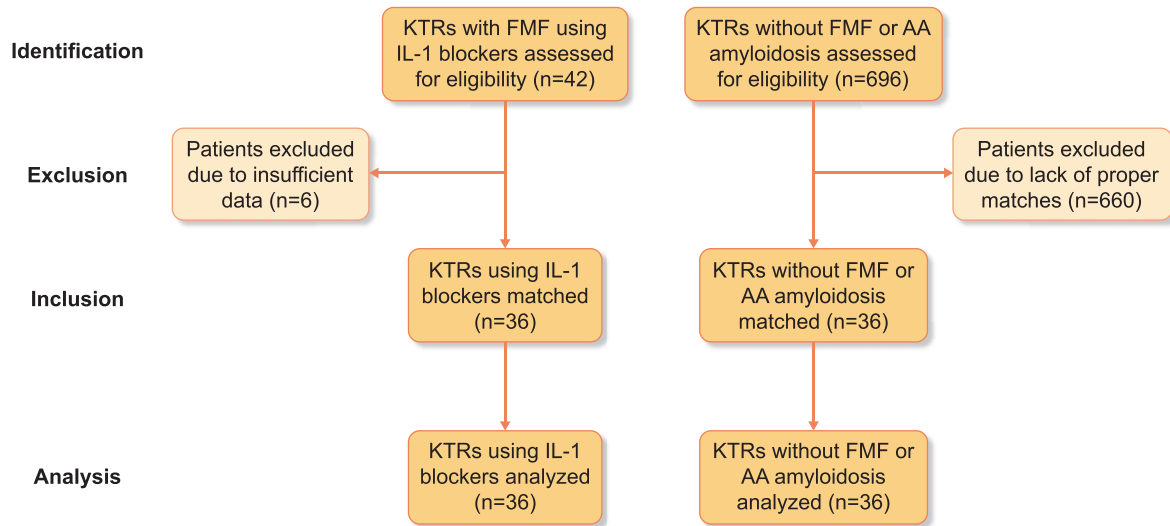 Identification
KTRs with FMF using
IL-1 blockers assessed
for eligibility (n=42)
KTRs without FMF or AA
amyloidosis assessed
for eligibility (n=696)
Exclusion
Patients excluded
due to insufficient
data (n=6)
Patients excluded
due to lack of proper
matches (n=660)
Inclusion
KTRs using IL-1
blockers matched
(n=36)
KTRs without FMF or
AA amyloidosis
matched (n=36)
Analysis
KTRs using IL-1
blockers analyzed
(n=36)
KTRs without FMF or
AA amyloidosis
analyzed (n=36)